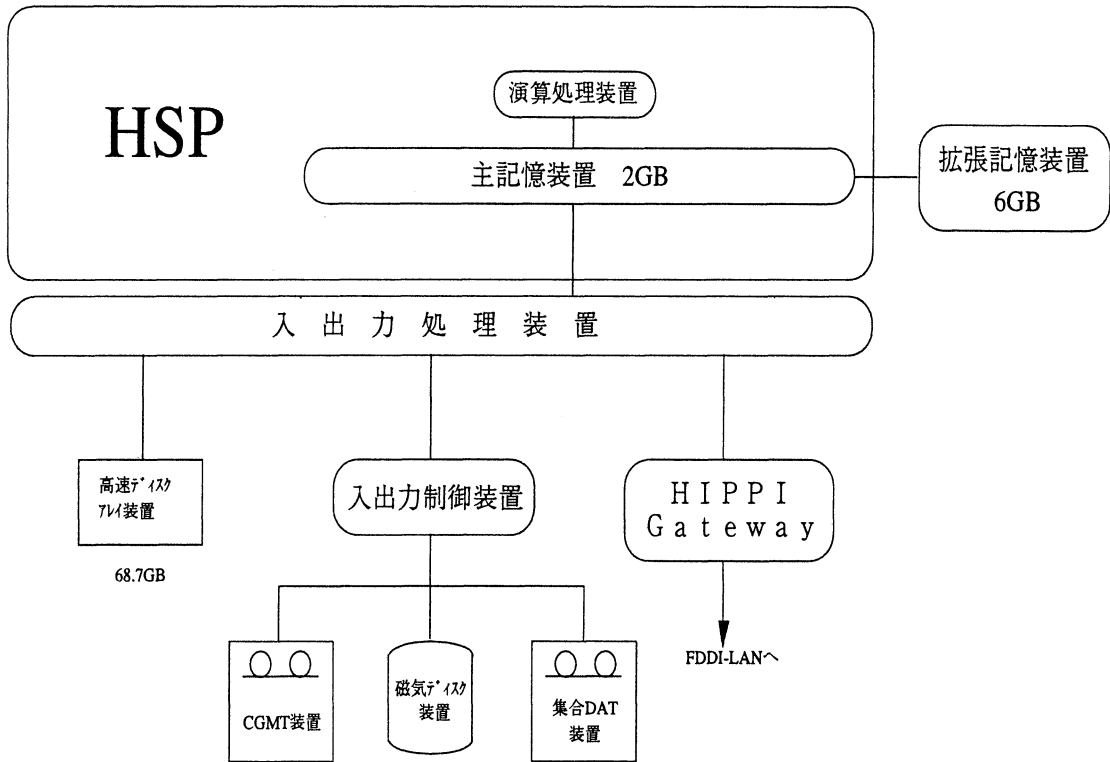 演算処理装置
HSP
主記憶装置 2GB
拡張記憶装置
6GB
入出力処理装置
高速ディスク
アレイ装置
68.7GB
入出力制御装置
HIPPI
Gateway
FDDI-LANへ
CGMT装置
磁気ディスク
装置
集合DAT
装置